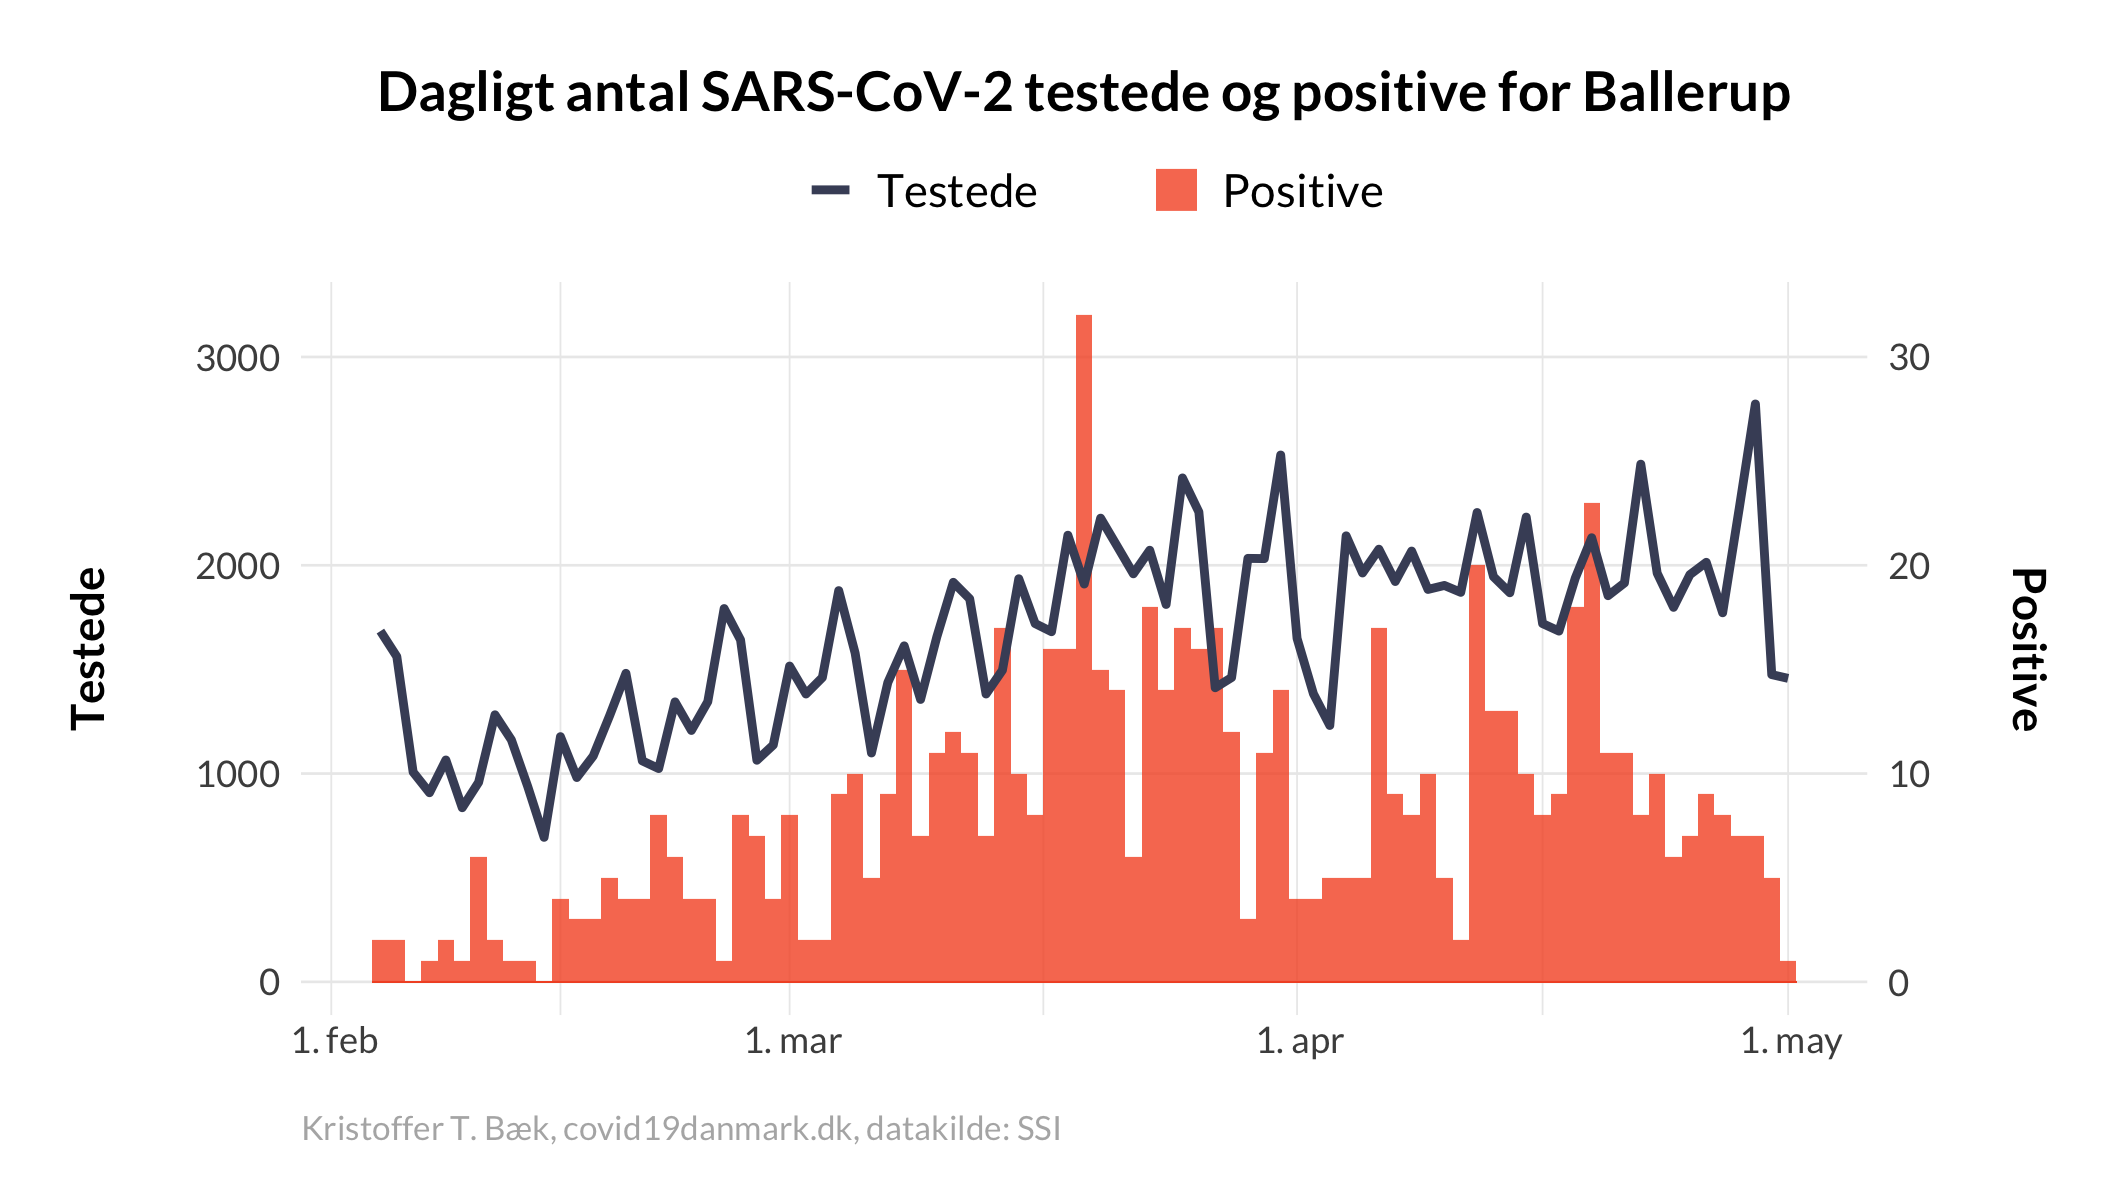 Dagligt antal SARS-CoV-2 testede og positive for Ballerup
Testede
Positive
3000
2000
1000
0
30
20
10
0
Testede
Positive
1. feb
1. mar
1. apr
1. may
Kristoffer T. Bæk, covid19danmark.dk, datakilde: SSI